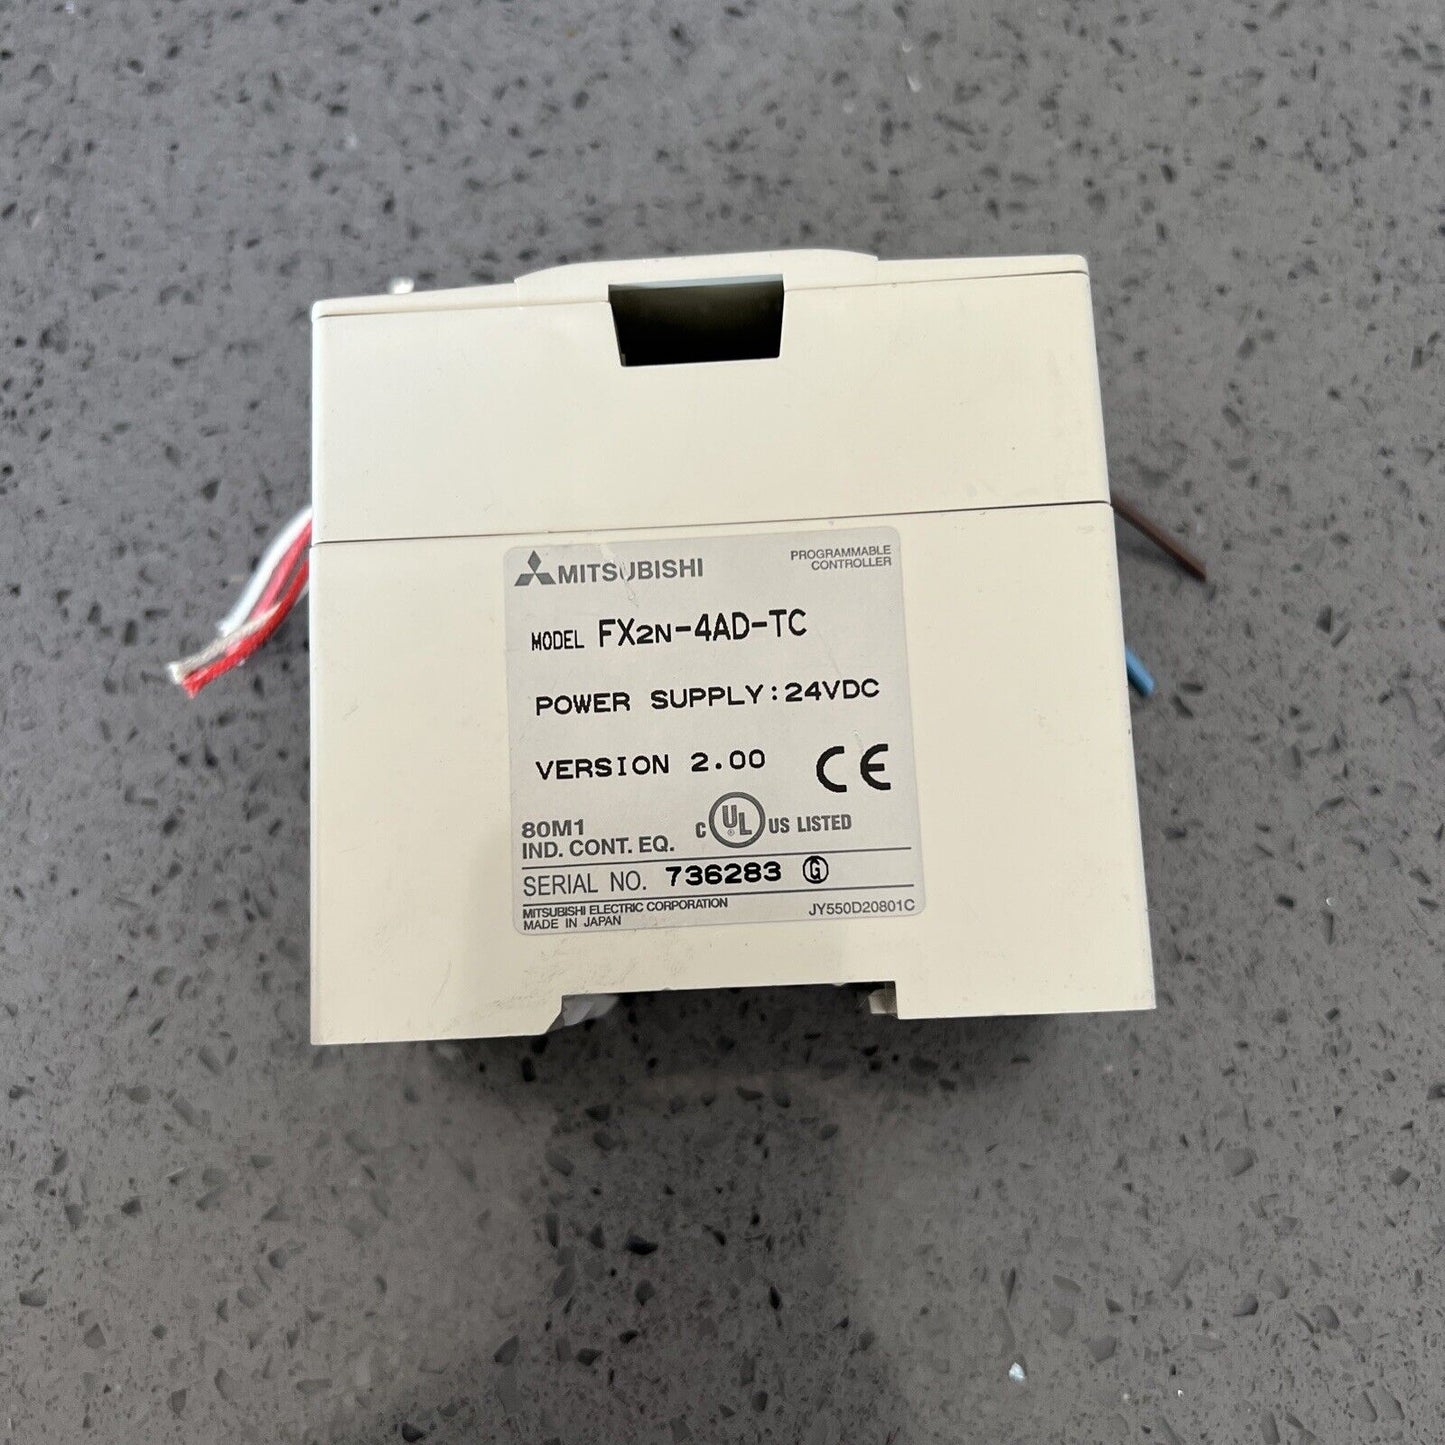 MITSUBISHI
PROGRAMMABLE
CONTROLLER
MODEL FX2N-4AD-TC
POWER SUPPLY:24VDC
VERSION 2.00
CE
80M1
IND. CONT. EQ.
C UL ® US LISTED
SERIAL NO. 736283 G
MITSUBISHI ELECTRIC CORPORATION
MADE IN JAPAN
JY550D20801C